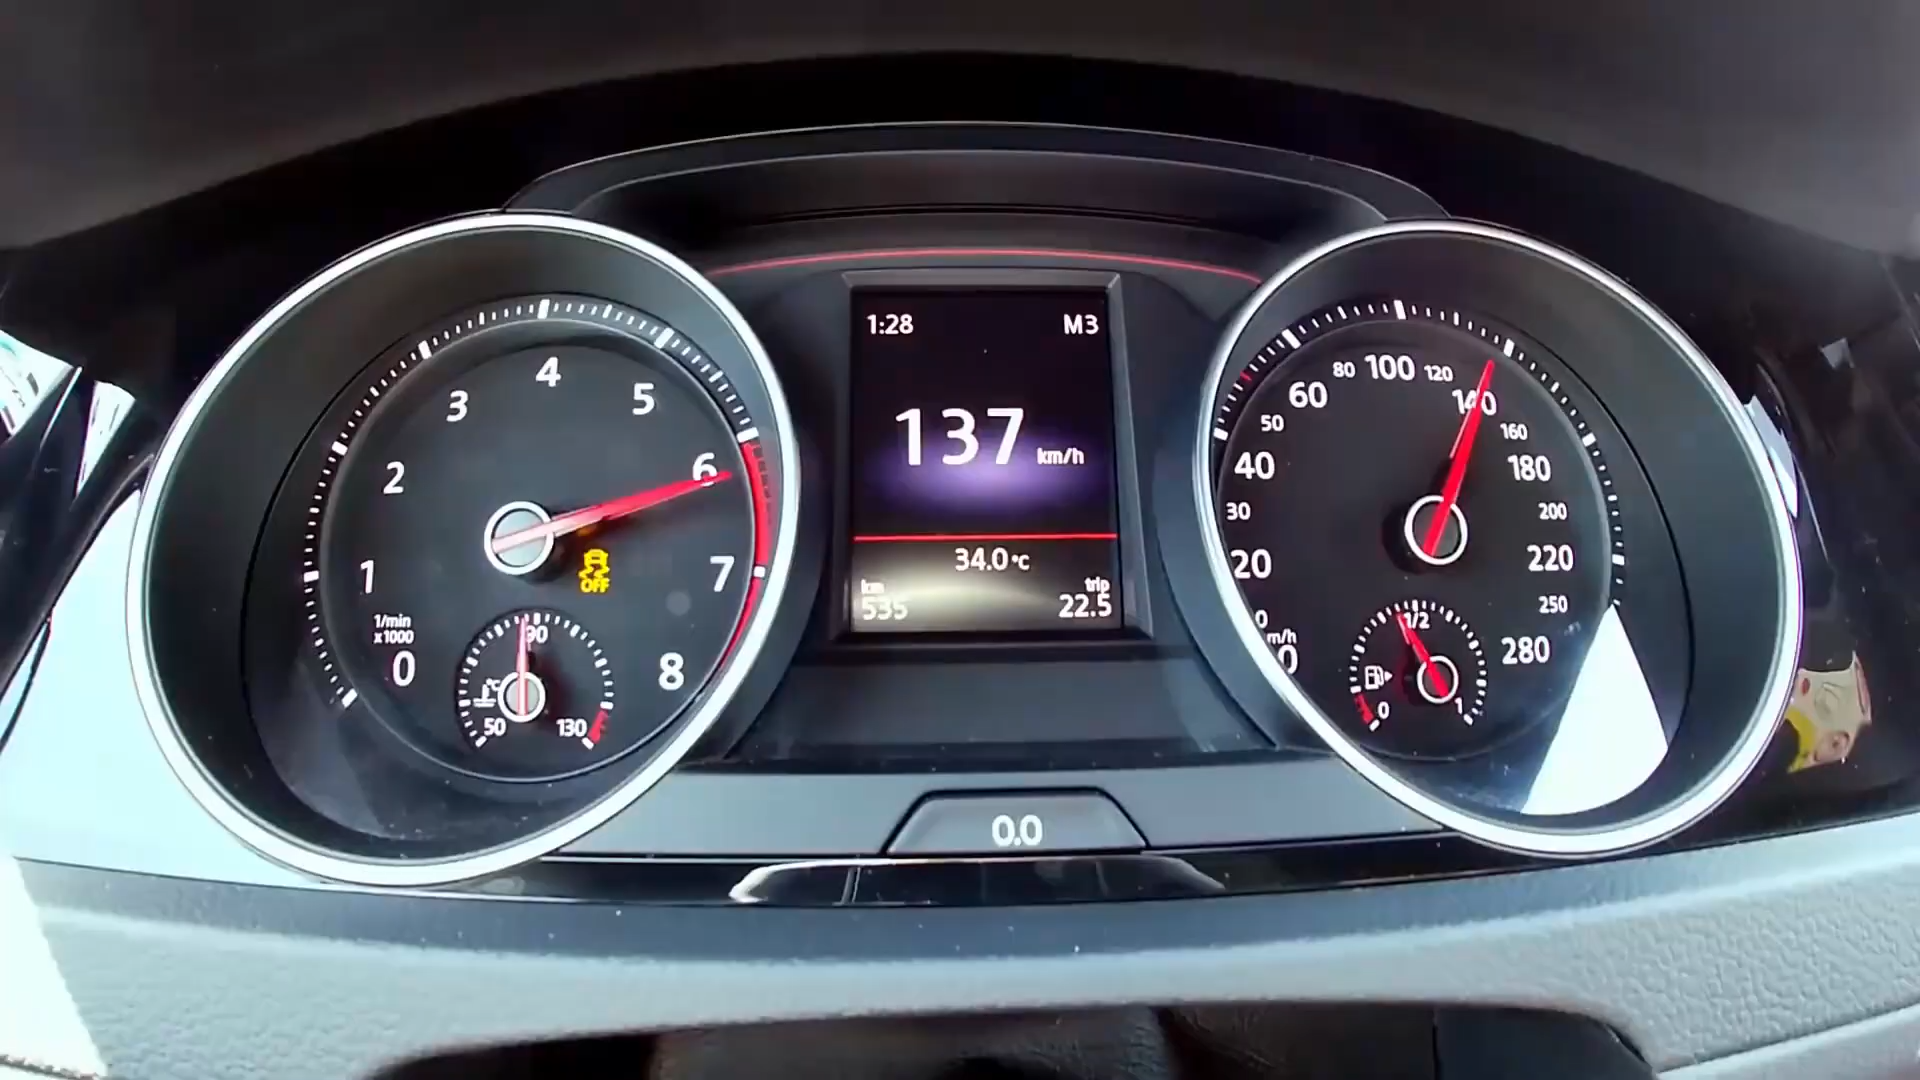 1:28 M3
137 km/h
34.0 °C
km trip
535 22.5
0 1 2 3 4 5 6 7 8
1/min
x1000
OFF
°C
50 90 130
0 20 30 40 50 60 80 100 120 140 160 180 200 220 250 280
0 1/2 1
0.0